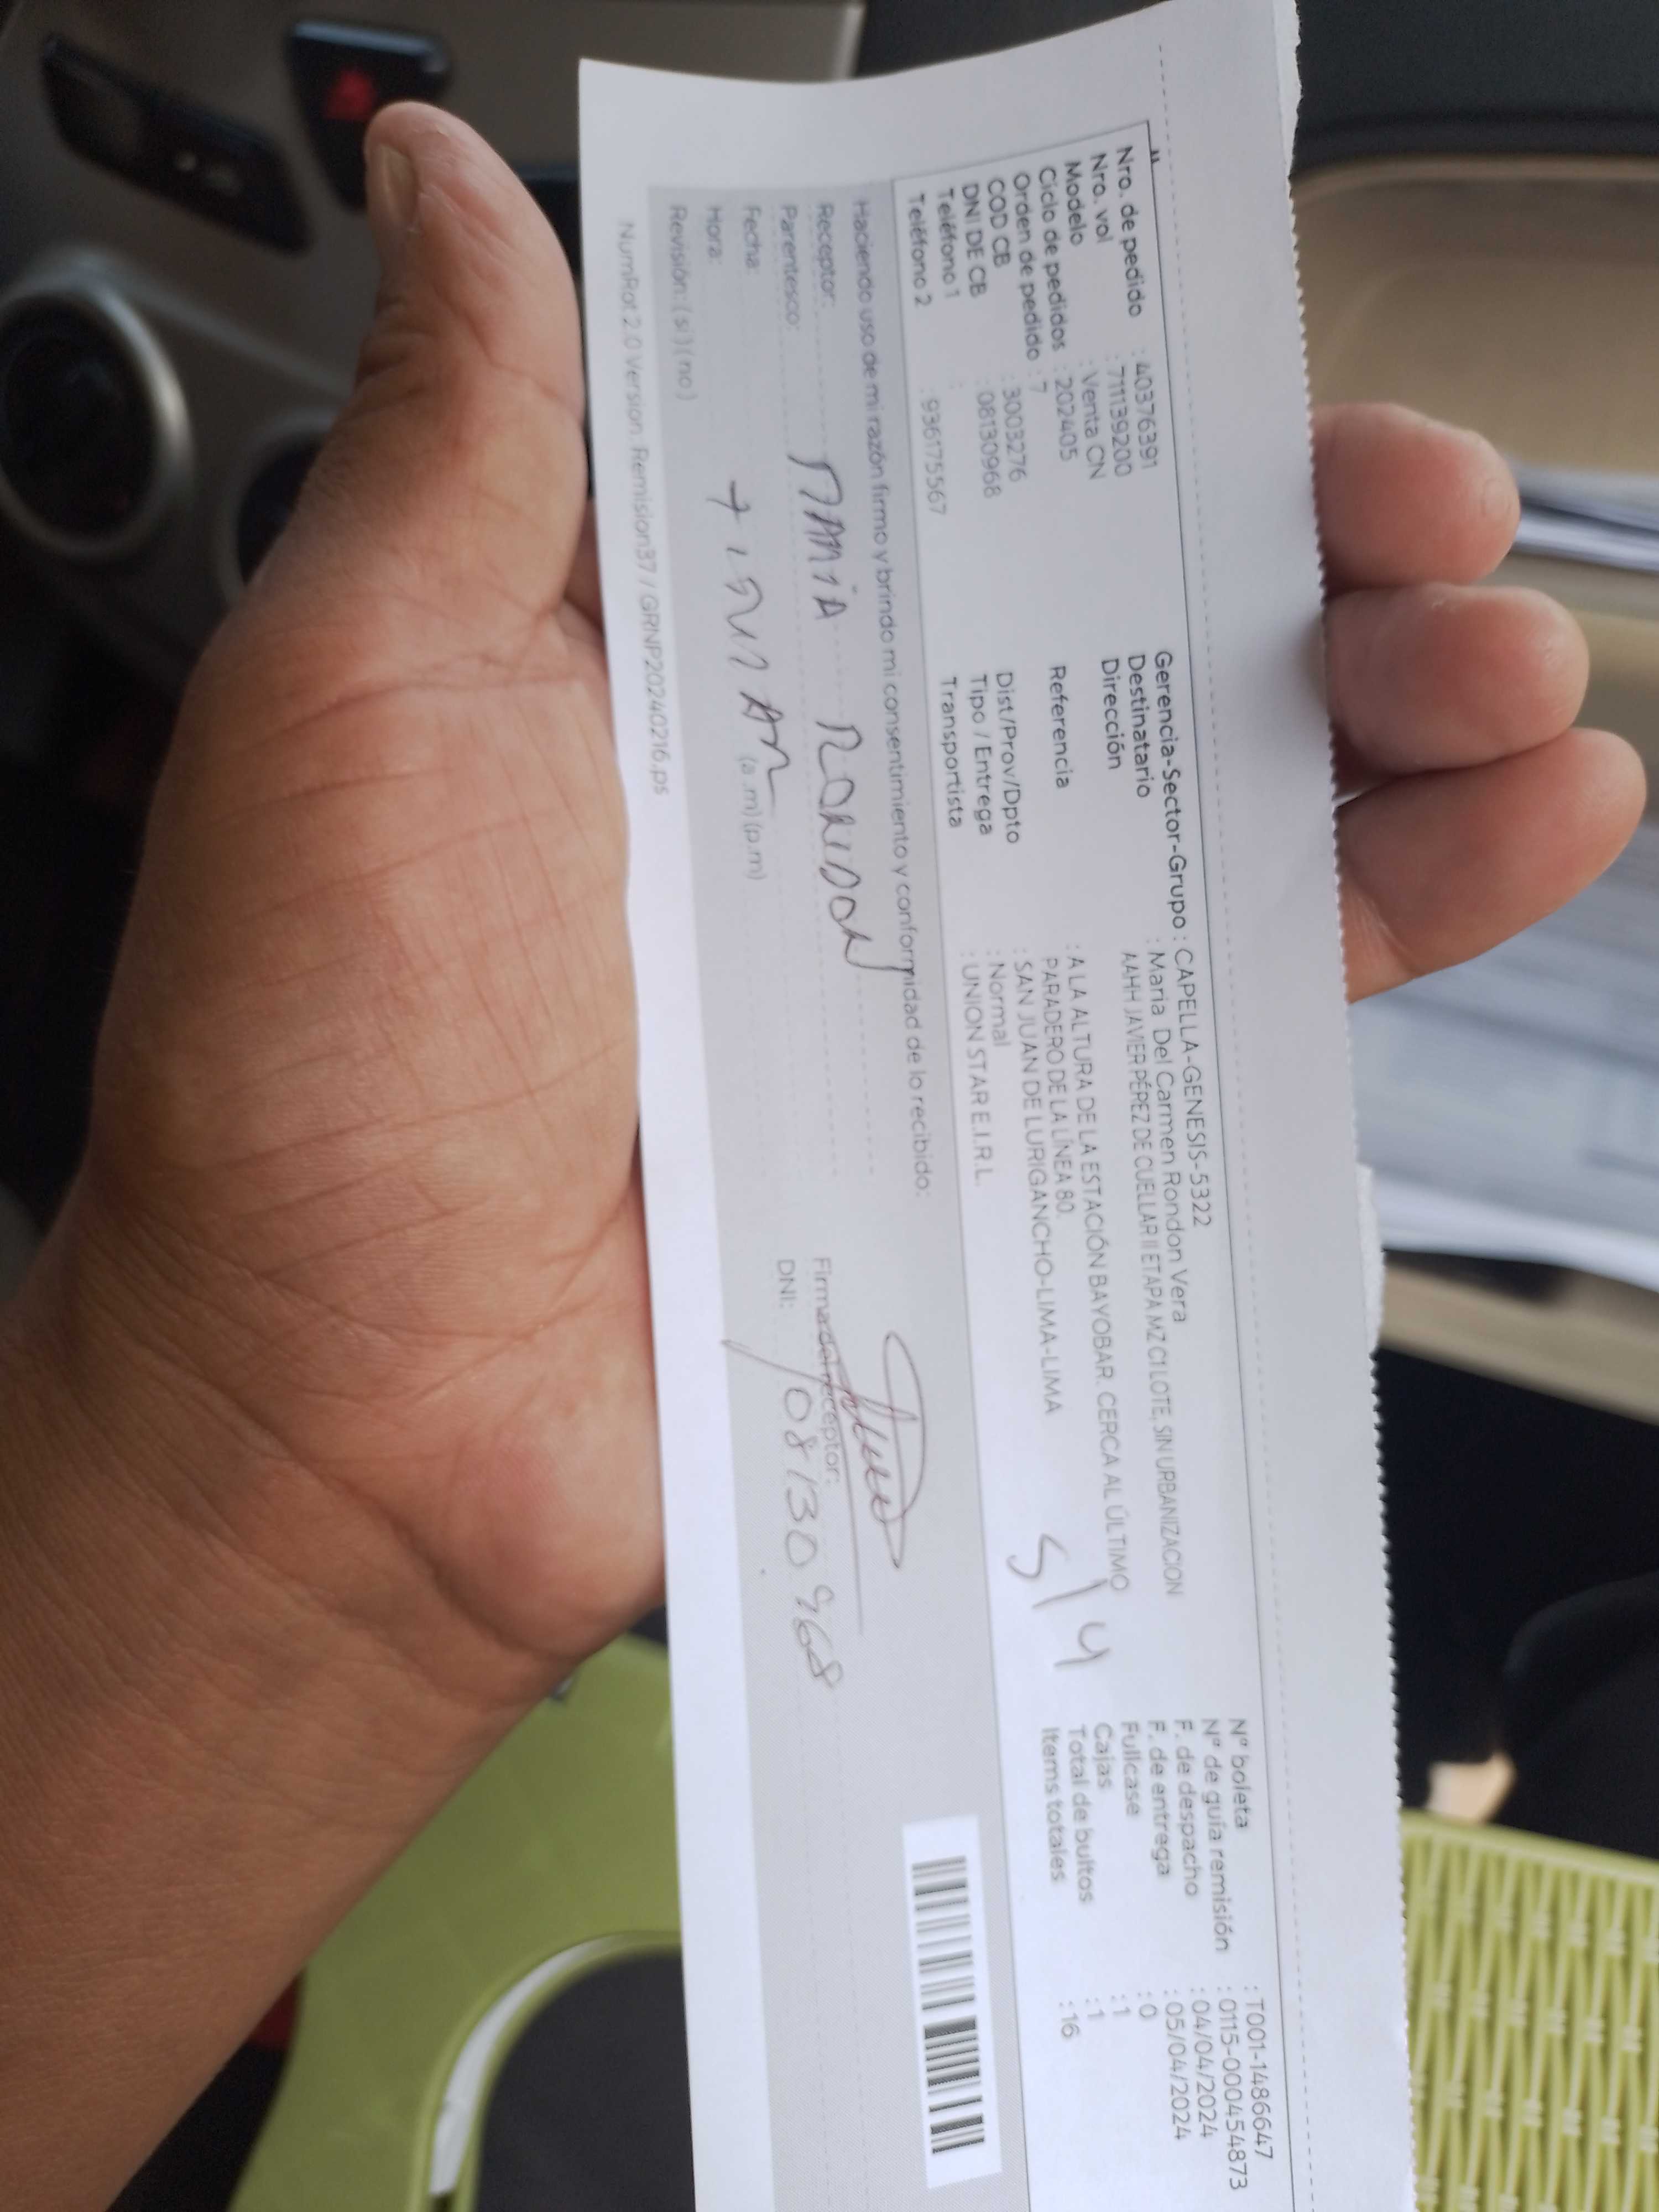 Nro. de pedido : 40376391
Nro. vol : 711139200
Modelo : Venta CN
Ciclo de pedidos : 202405
Orden de pedido : 7
COD CB : 3003276
DNI DE CB : 08130968
Teléfono 1 :
Teléfono 2 : 936175567
Gerencia-Sector-Grupo : CAPELLA-GENESIS-5322
Destinatario : Maria Del Carmen Rondon Vera
Dirección : AAHH JAVIER PÉREZ DE CUELLAR II ETAPA MZ C1 LOTE, SIN URBANIZACION
Referencia : A LA ALTURA DE LA ESTACIÓN BAYOBAR. CERCA AL ÚLTIMO
PARADERO DE LA LÍNEA 80.
Dist/Prov/Dpto : SAN JUAN DE LURIGANCHO-LIMA-LIMA
Tipo / Entrega : Normal
Transportista : UNION STAR E.I.R.L.
5/4
Nº boleta : T001-1486647
Nº de guía remisión : 0115-000454873
F. de despacho : 04/04/2024
F. de entrega : 05/04/2024
Fullcase : 0
Cajas : 1
Total de bultos : 1
Items totales : 16
Haciendo uso de mi razón firmo y brindo mi consentimiento y conformidad de lo recibido:
Receptor: MARIA RONDON
Parentesco:
Fecha:
Hora: (a.m) (p.m)
Revisión: (si) (no)
Firma del receptor:
DNI: 08130968
NumRot 2.0 Version: Remision37 / GRNP20240216.ps